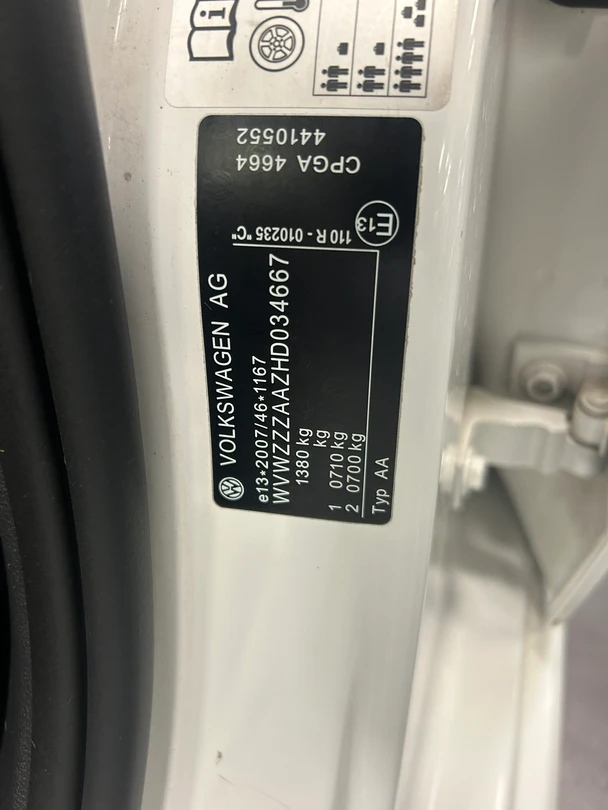 VOLKSWAGEN AG
e13*2007/46*1167
WVWZZZAAZHD034667
1380 kg
kg
1 0710 kg
2 0700 kg
Typ AA
E13
110 R - 010235 "C"
CPGA 4664
4410552